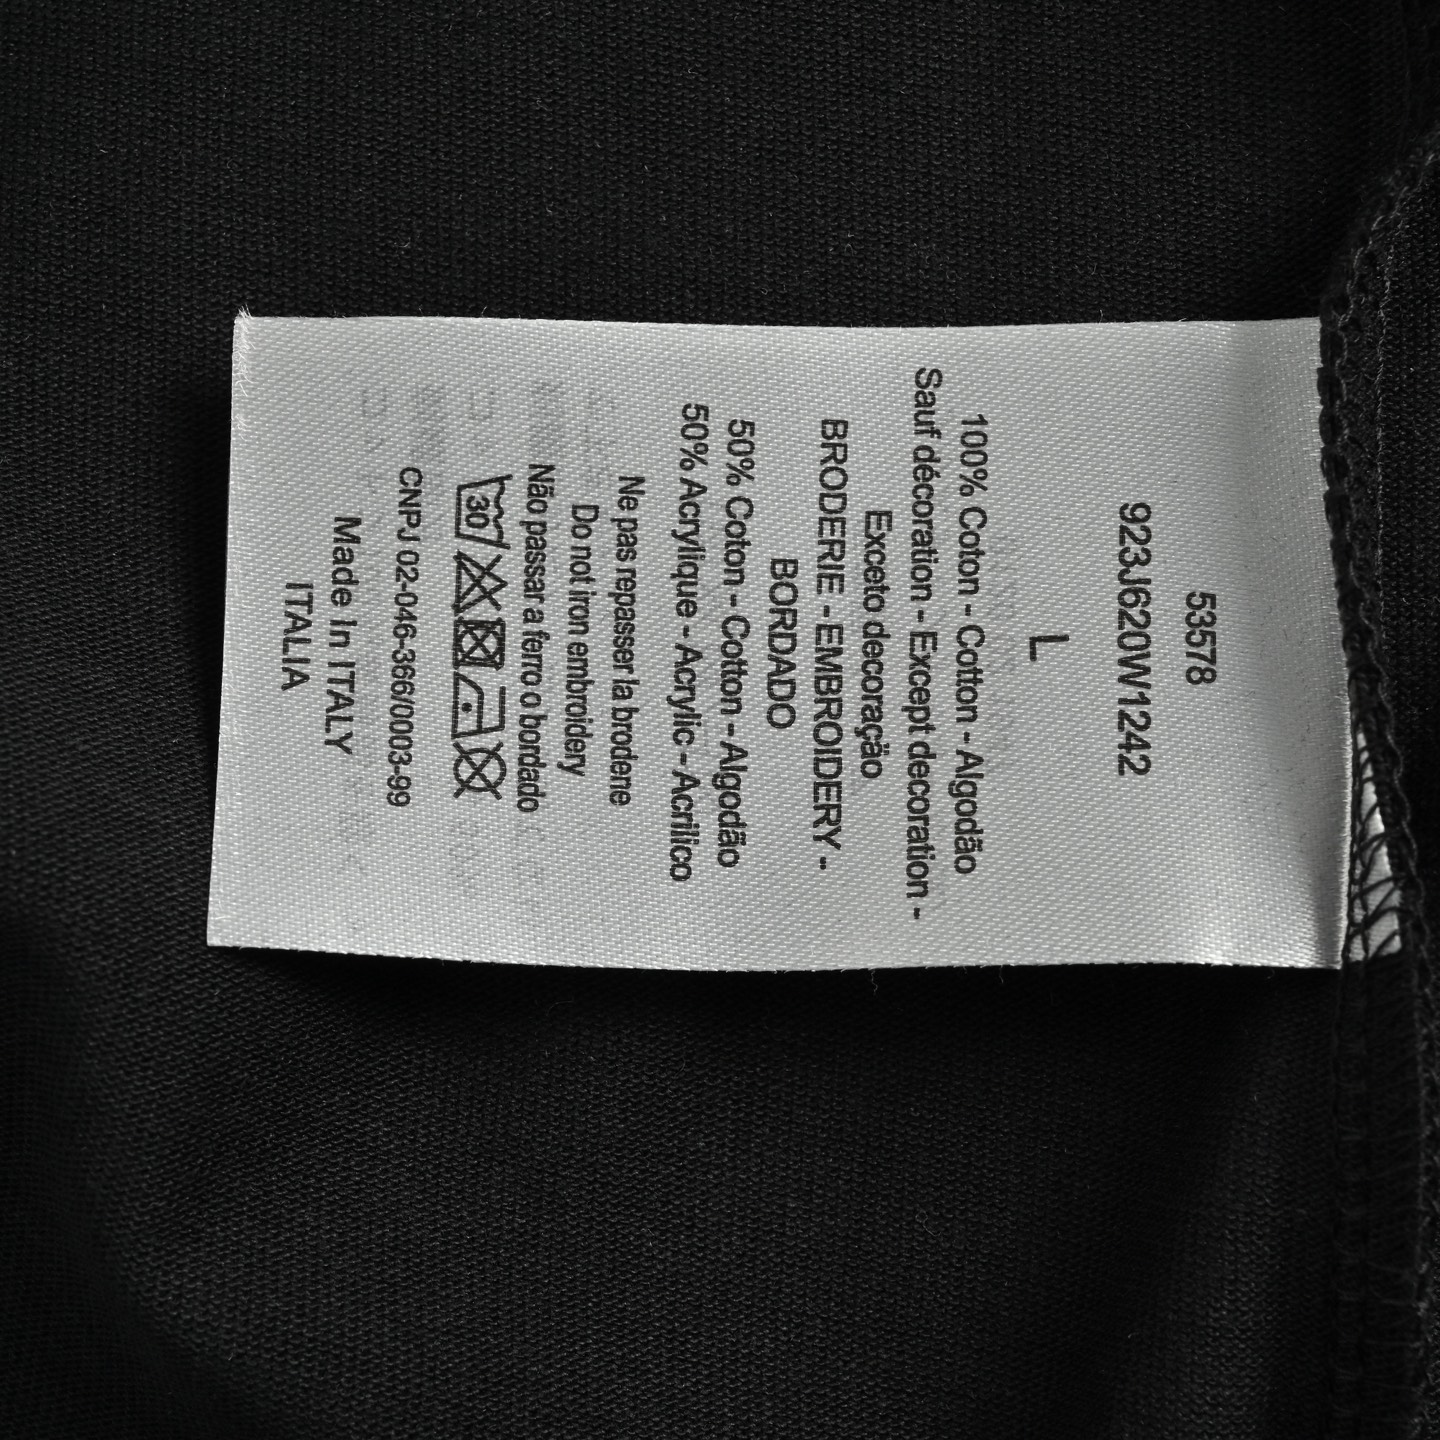 53578
923J620W1242
L
100% Coton - Cotton - Algodão
Sauf décoration - Except decoration -
Exceto decoração
BRODERIE - EMBROIDERY -
BORDADO
50% Coton - Cotton - Algodão
50% Acrylique - Acrylic - Acrilico
Ne pas repasser la broderie
Do not iron embroidery
Não passar a ferro o bordado
30
CNPJ 02-046-366/0003-99
Made In ITALY
ITALIA